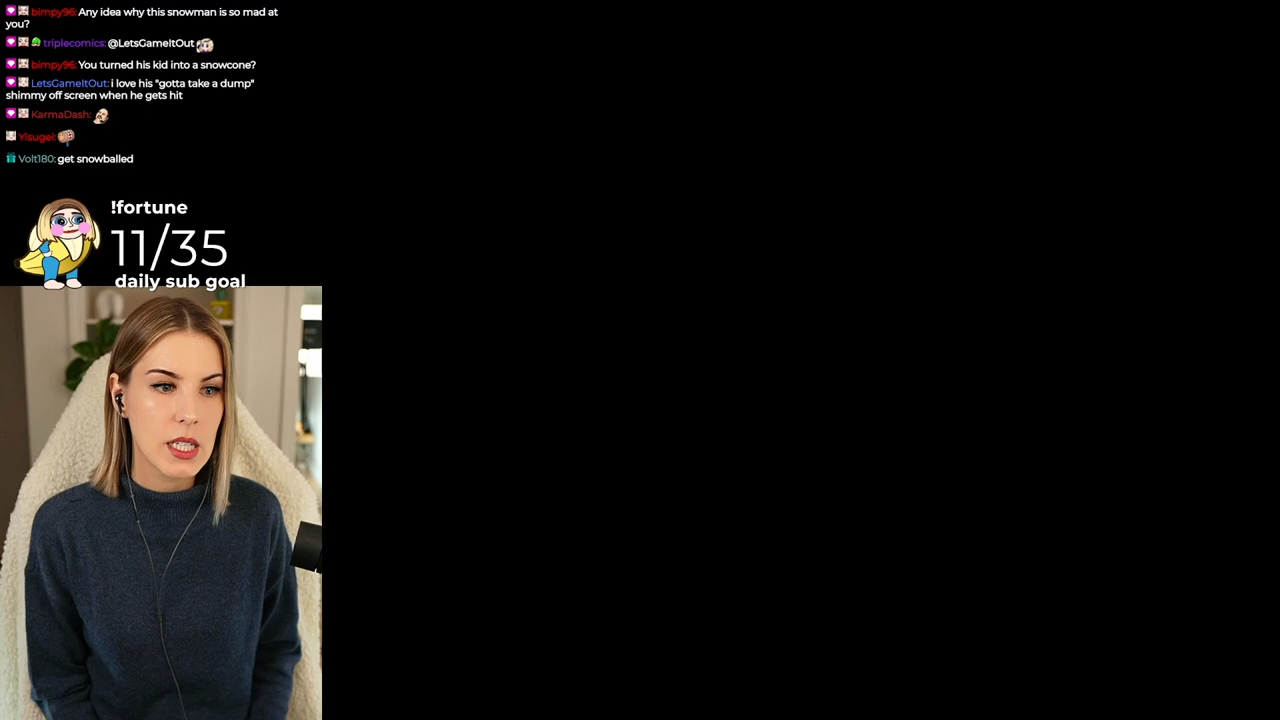 bimpy96: Any idea why this snowman is so mad at
you?
triplecomics: @LetsGameItOut
bimpy96: You turned his kid into a snowcone?
LetsGameItOut: i love his "gotta take a dump"
shimmy off screen when he gets hit
KarmaDash:
Yisugei:
Volt180: get snowballed
!fortune
11/35
daily sub goal